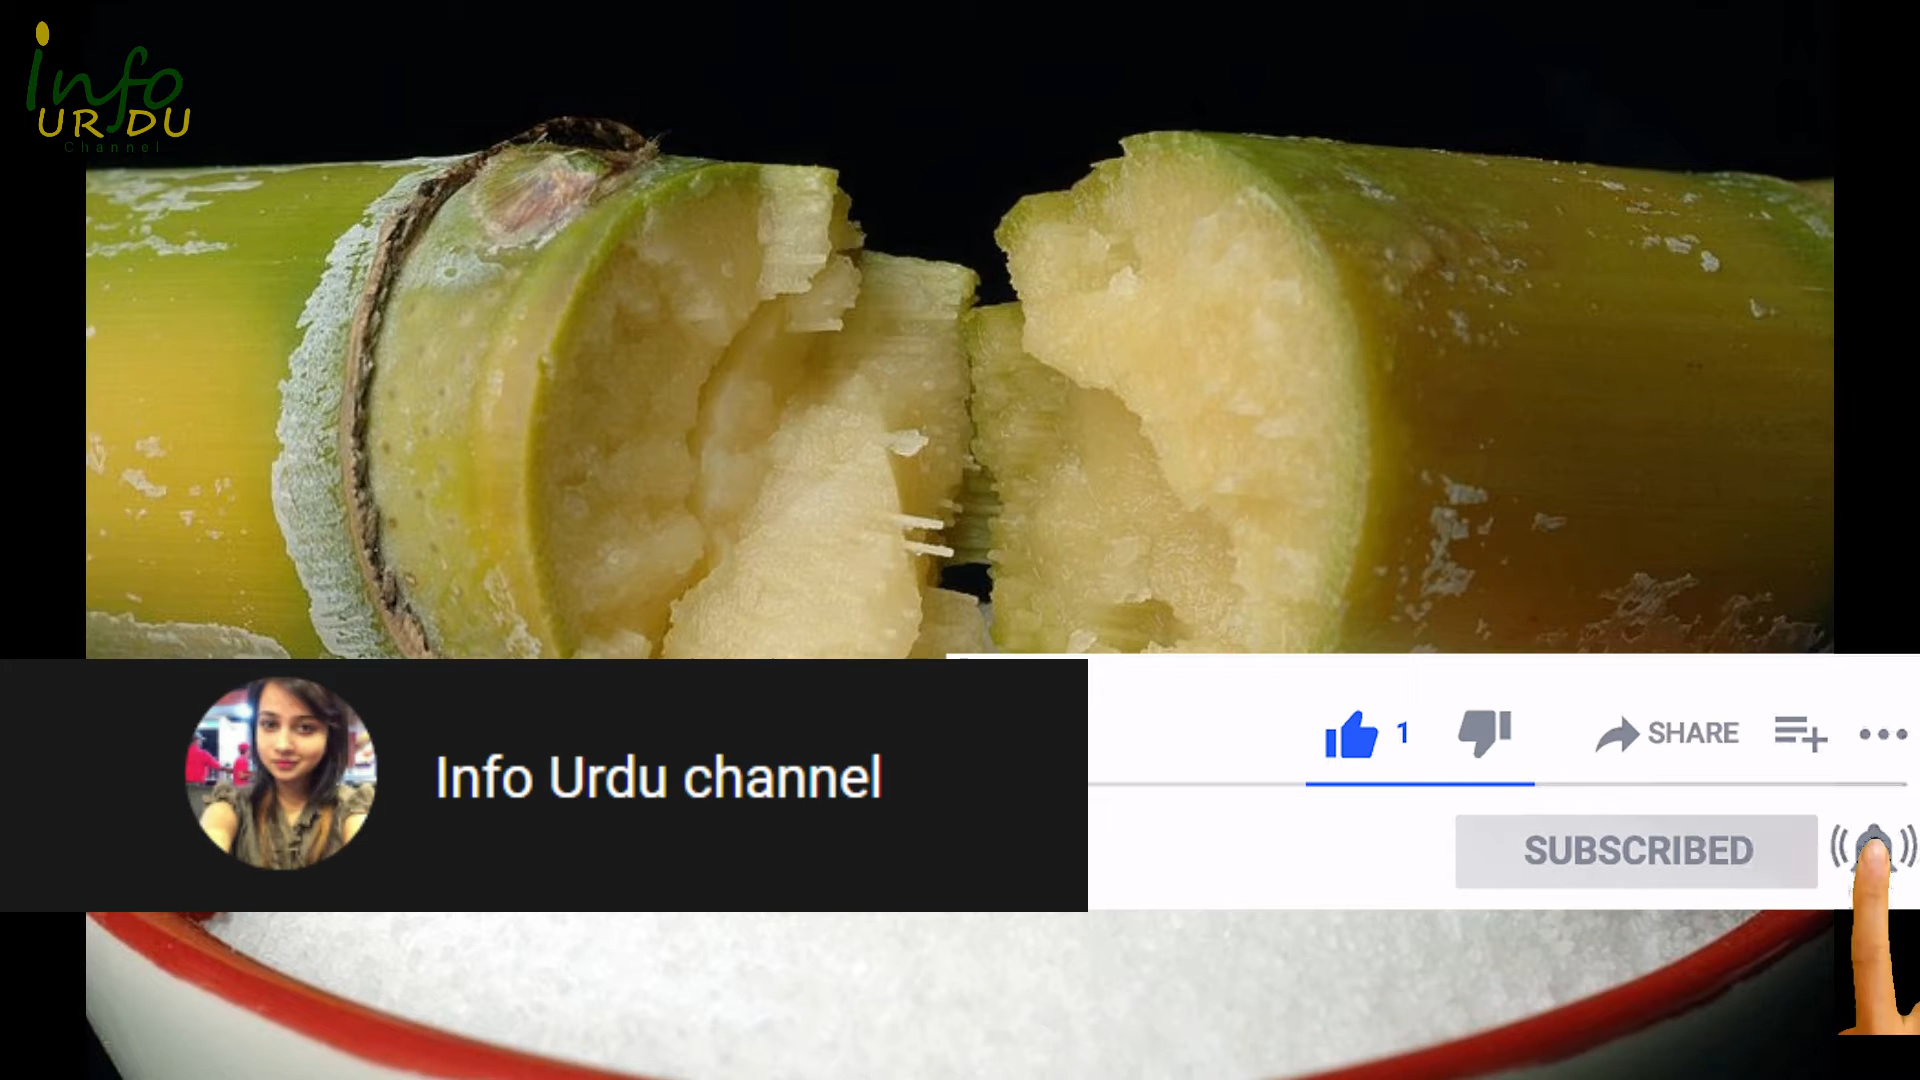 Info
URDU
Channel
Info Urdu channel
1
SHARE
SUBSCRIBED